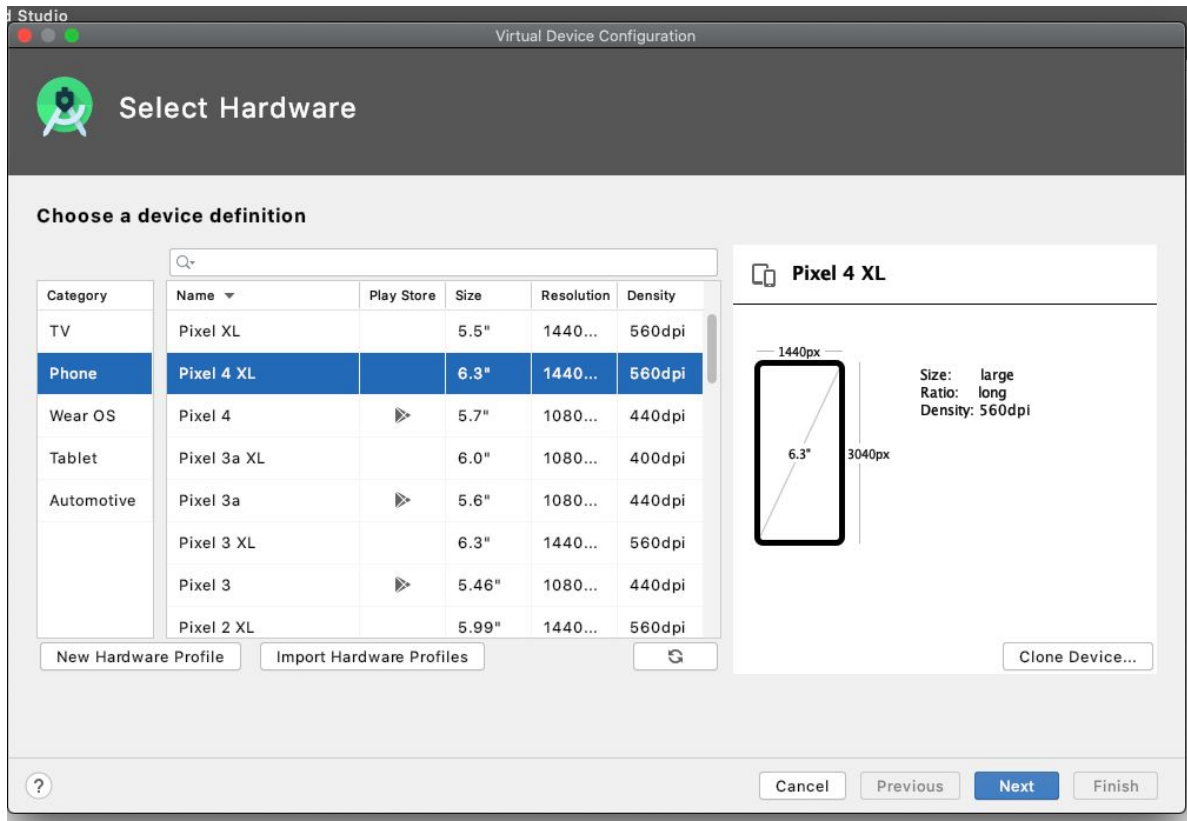 Studio
Virtual Device Configuration
Select Hardware
Choose a device definition
Category
TV
Phone
Wear OS
Tablet
Automotive
Name Play Store Size Resolution Density
Pixel XL 5.5" 1440... 560dpi
Pixel 4 XL 6.3" 1440... 560dpi
Pixel 4 5.7" 1080... 440dpi
Pixel 3a XL 6.0" 1080... 400dpi
Pixel 3a 5.6" 1080... 440dpi
Pixel 3 XL 6.3" 1440... 560dpi
Pixel 3 5.46" 1080... 440dpi
Pixel 2 XL 5.99" 1440... 560dpi
New Hardware Profile
Import Hardware Profiles
Pixel 4 XL
1440px
6.3"
3040px
Size: large
Ratio: long
Density: 560dpi
Clone Device...
?
Cancel
Previous
Next
Finish